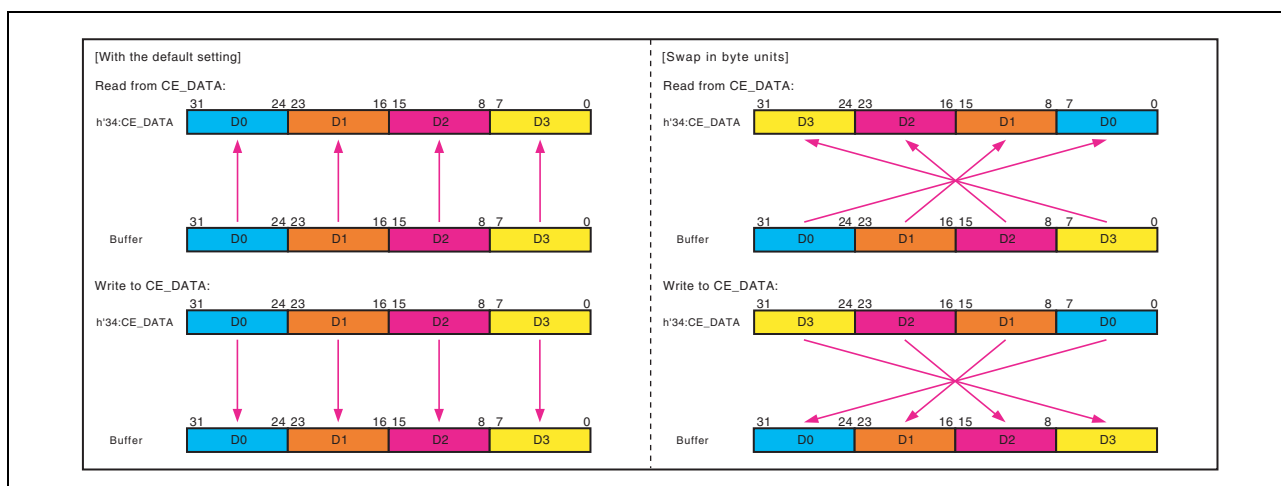 [With the default setting]
Read from CE_DATA:
31 24 23 16 15 8 7 0
h'34:CE_DATA D0 D1 D2 D3
31 24 23 16 15 8 7 0
Buffer D0 D1 D2 D3
Write to CE_DATA:
31 24 23 16 15 8 7 0
h'34:CE_DATA D0 D1 D2 D3
31 24 23 16 15 8 7 0
Buffer D0 D1 D2 D3
[Swap in byte units]
Read from CE_DATA:
31 24 23 16 15 8 7 0
h'34:CE_DATA D3 D2 D1 D0
31 24 23 16 15 8 7 0
Buffer D0 D1 D2 D3
Write to CE_DATA:
31 24 23 16 15 8 7 0
h'34:CE_DATA D3 D2 D1 D0
31 24 23 16 15 8
Buffer D0 D1 D2 D3